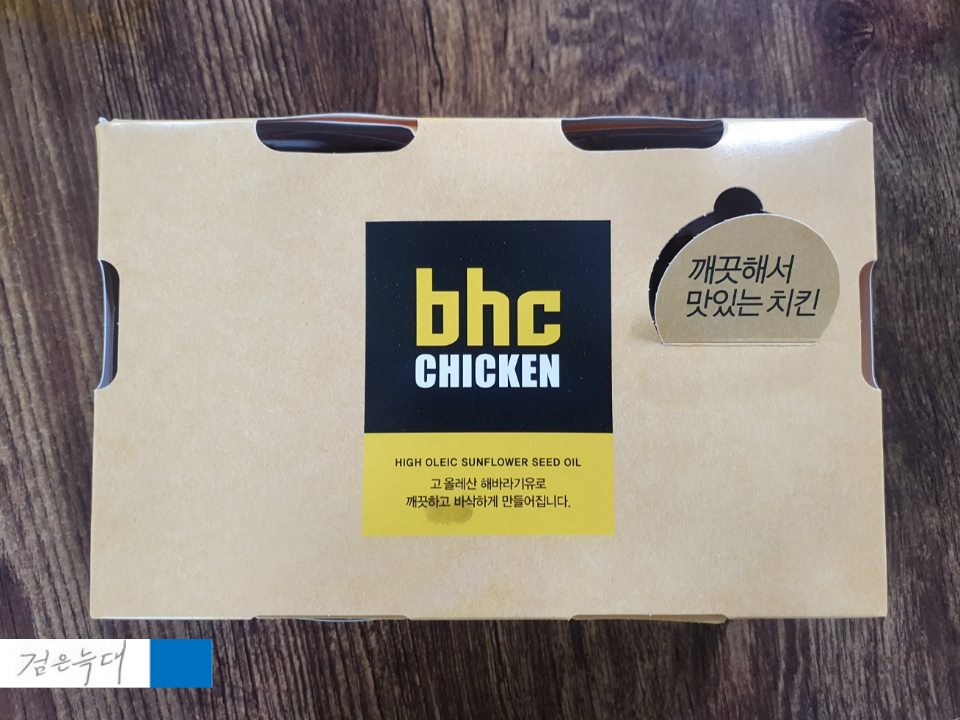 깨끗해서
맛있는 치킨
bhc
CHICKEN
HIGH OLEIC SUNFLOWER SEED OIL
고 올레산 해바라기유로
깨끗하고 바삭하게 만들어집니다.
검은늑대